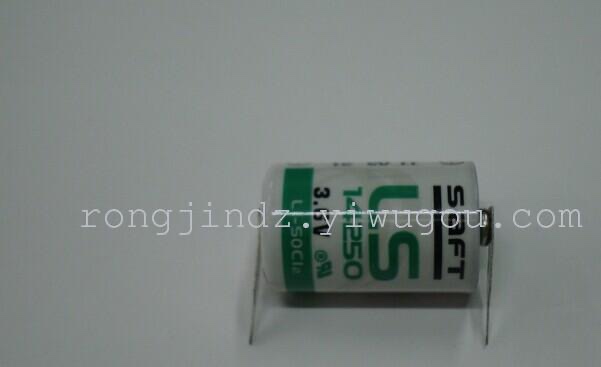 SAFT
LS
14250
3.6V
Li-SOCl₂
rongjindz.yiwugou.com